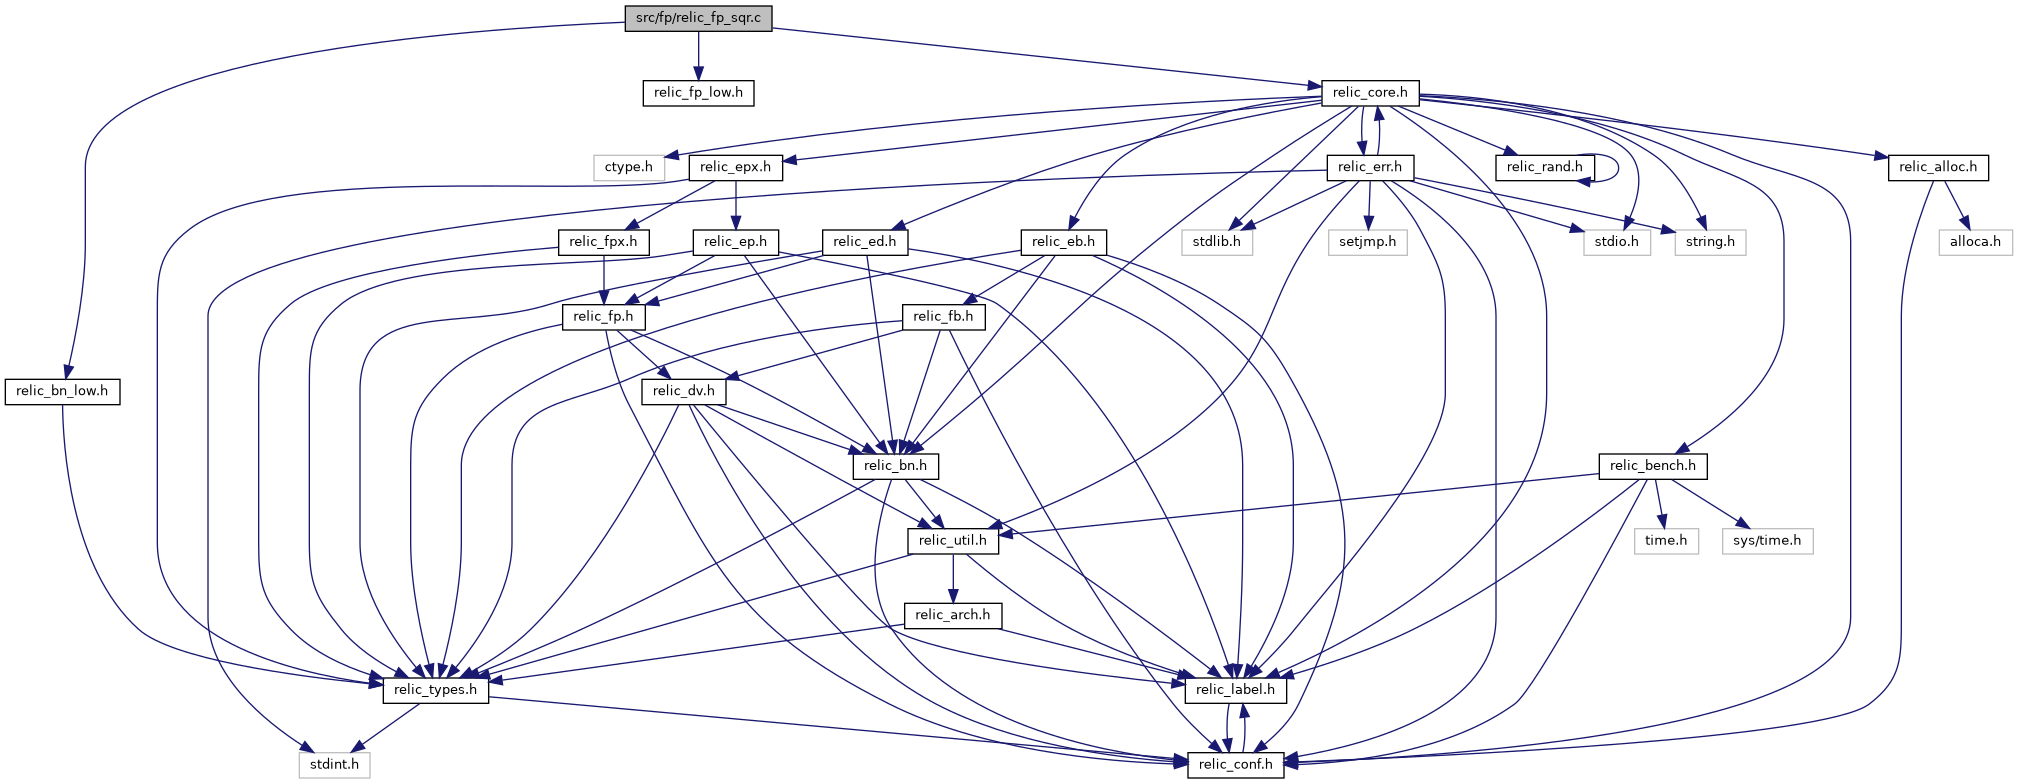 src/fp/relic_fp_sqr.c
relic_fp_low.h
relic_core.h
ctype.h
relic_epx.h
relic_err.h
relic_rand.h
relic_alloc.h
relic_fpx.h
relic_ep.h
relic_ed.h
relic_eb.h
stdlib.h
setjmp.h
stdio.h
string.h
alloca.h
relic_fp.h
relic_fb.h
relic_bn_low.h
relic_dv.h
relic_bn.h
relic_bench.h
relic_util.h
time.h
sys/time.h
relic_arch.h
relic_types.h
relic_label.h
stdint.h
relic_conf.h